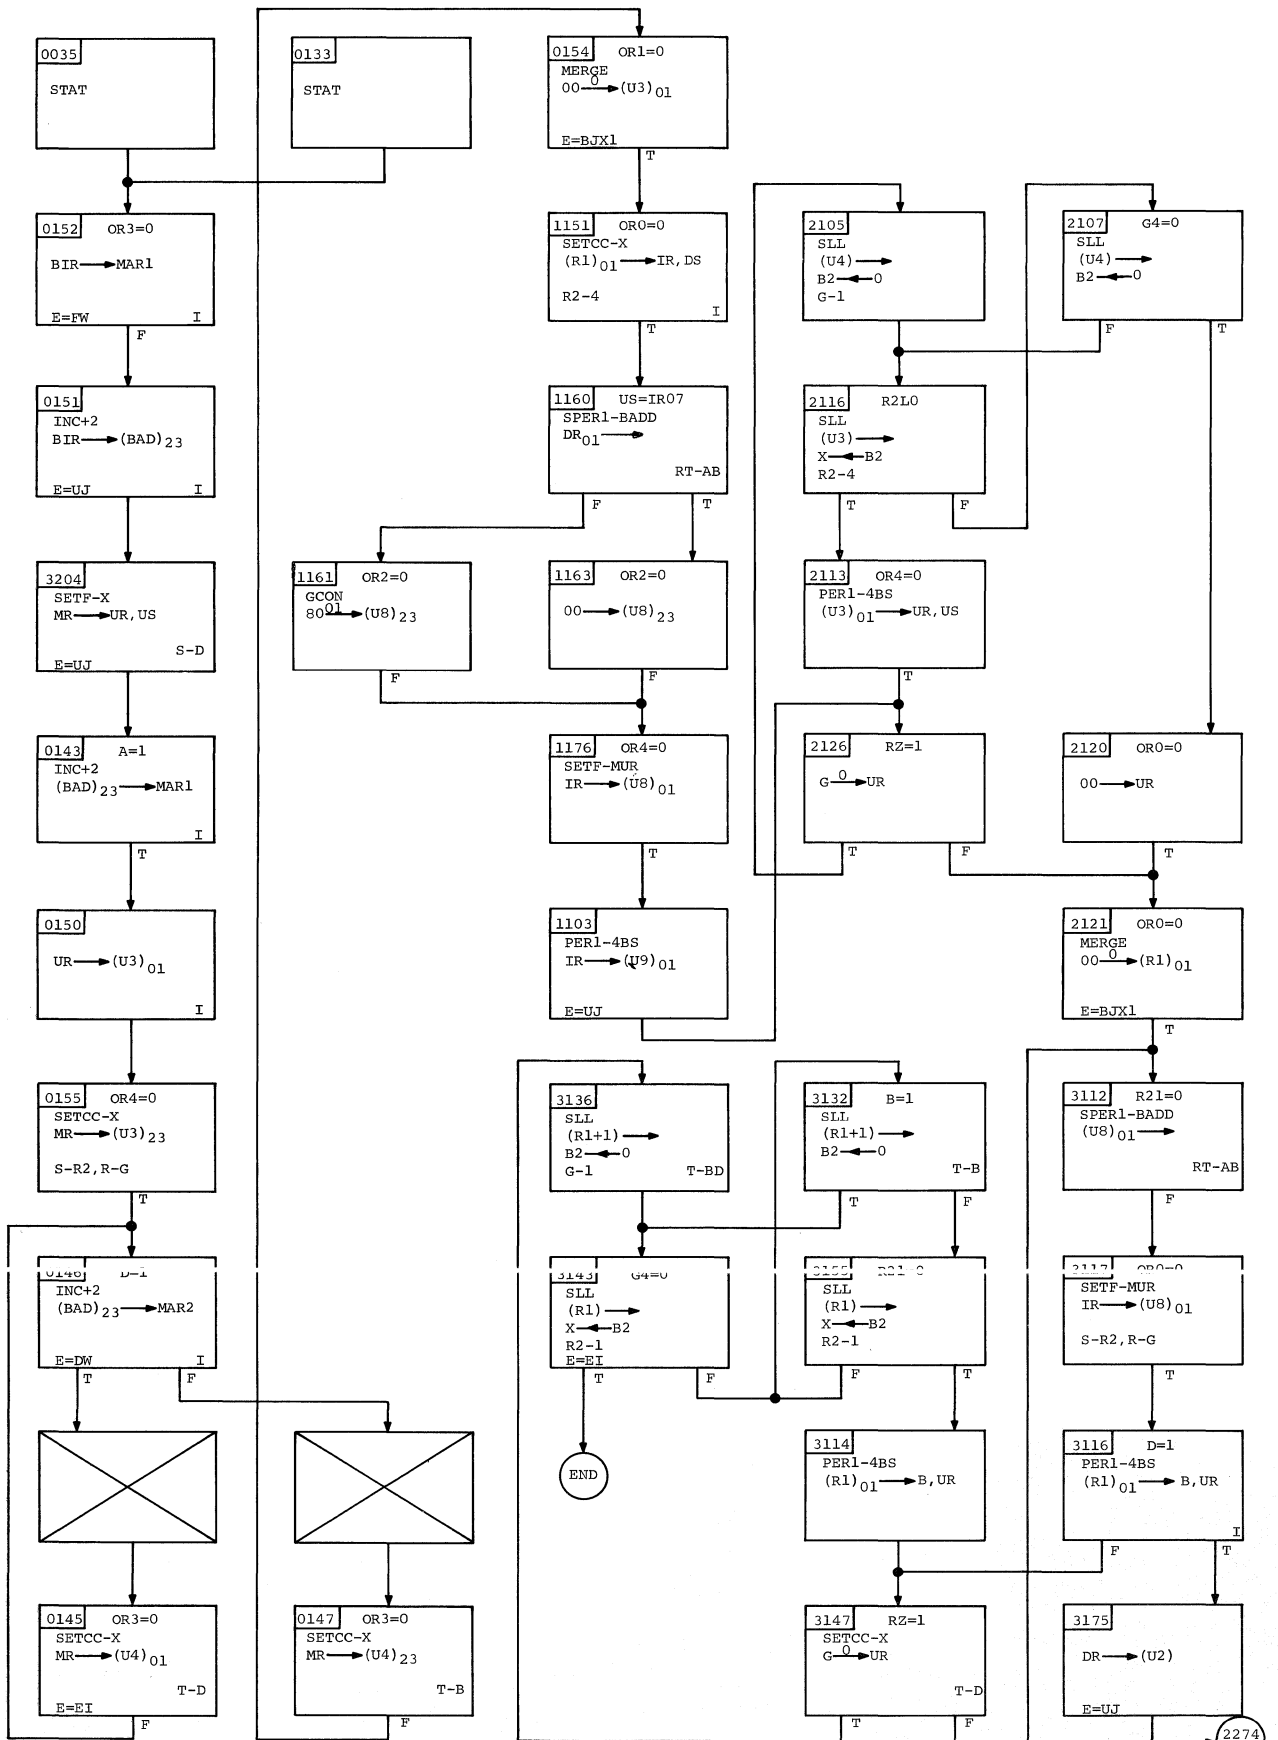 0035
STAT
0133
STAT
0154 OR1=0
MERGE
00 0 → (U3)01
E=BJX1
T
0152 OR3=0
BIR → MAR1
E=FW I
F
1151 OR0=0
SETCC-X
(R1)01 → IR,DS
R2-4
I
T
2105
SLL
(U4) →
B2 ← 0
G-1
2107 G4=0
SLL
(U4) →
B2 ← 0
F T
0151
INC+2
BIR → (BAD)23
E=UJ I
1160 US=IR07
SPER1-BADD
DR01 →
RT-AB
F T
2116 R2L0
SLL
(U3) →
X ← B2
R2-4
T F
3204
SETF-X
MR → UR,US
S-D
E=UJ
1161 OR2=0
GCON
80 01 → (U8)23
F
1163 OR2=0
00 → (U8)23
F
2113 OR4=0
PER1-4BS
(U3)01 → UR,US
T
0143 A=1
INC+2
(BAD)23 → MAR1
I
T
1176 OR4=0
SETF-MUR
IR → (U8)01
T
2126 RZ=1
G 0 → UR
T F
2120 OR0=0
00 → UR
T
0150
UR → (U3)01
I
1103
PER1-4BS
IR → (U9)01
E=UJ
2121 OR0=0
MERGE
00 0 → (R1)01
E=BJX1
T
0155 OR4=0
SETCC-X
MR → (U3)23
S-R2,R-G
T
3136
SLL
(R1+1) →
B2 ← 0
G-1 T-BD
3132 B=1
SLL
(R1+1) →
B2 ← 0
T-B
T F
3112 R21=0
SPER1-BADD
(U8)01 →
RT-AB
F
0146 D=1
INC+2
(BAD)23 → MAR2
E=DW I
T F
3143 G4=0
SLL
(R1) →
X ← B2
R2-1
E=EI
T F
SLL
(R1) →
X ← B2
R2-1
F T
3117 OR0=0
SETF-MUR
IR → (U8)01
S-R2,R-G
T
END
3114
PER1-4BS
(R1)01 → B,UR
3116 D=1
PER1-4BS
(R1)01 → B,UR
I
F T
0145 OR3=0
SETCC-X
MR → (U4)01
T-D
E=EI
F
0147 OR3=0
SETCC-X
MR → (U4)23
T-B
F
3147 RZ=1
SETCC-X
G 0 → UR
T-D
T F
3175
DR → (U2)
E=UJ
2274